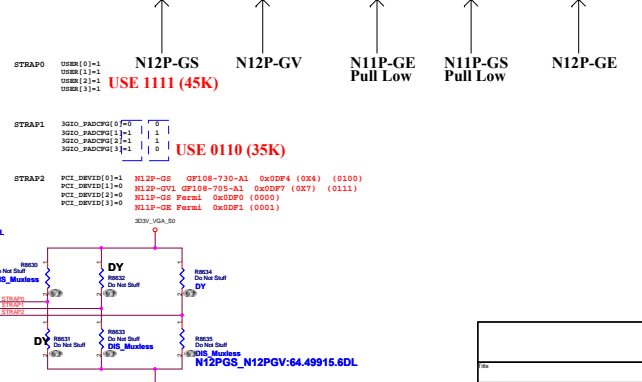 N12P-GS N12P-GV N11P-GE N11P-GS N12P-GE
Pull Low Pull Low
STRAP0 USER[0]=1
USER[1]=1
USER[2]=1
USER[3]=1
USE 1111 (45K)
STRAP1 3GIO_PADCFG[0]=0 0
3GIO_PADCFG[1]=1 1
3GIO_PADCFG[2]=1 1
3GIO_PADCFG[3]=1 0
USE 0110 (35K)
STRAP2 PCI_DEVID[0]=1 N12P-GS GF108-730-A1 0x0DF4 (0X4) (0100)
PCI_DEVID[1]=0 N12P-GV1 GF108-705-A1 0x0DF7 (0X7) (0111)
PCI_DEVID[2]=0 N11P-GS Fermi 0x0DF0 (0000)
PCI_DEVID[3]=0 N11P-GE Fermi 0x0DF1 (0001)
3D3V_VGA_S0
R8630
Do Not Stuff
DIS_Muxless
DY
R8632
Do Not Stuff
R8634
Do Not Stuff
DY
STRAP0
STRAP1
STRAP2
DY
R8631
Do Not Stuff
R8633
Do Not Stuff
DIS_Muxless
R8635
Do Not Stuff
DIS_Muxless
N12PGS_N12PGV:64.49915.6DL
Title